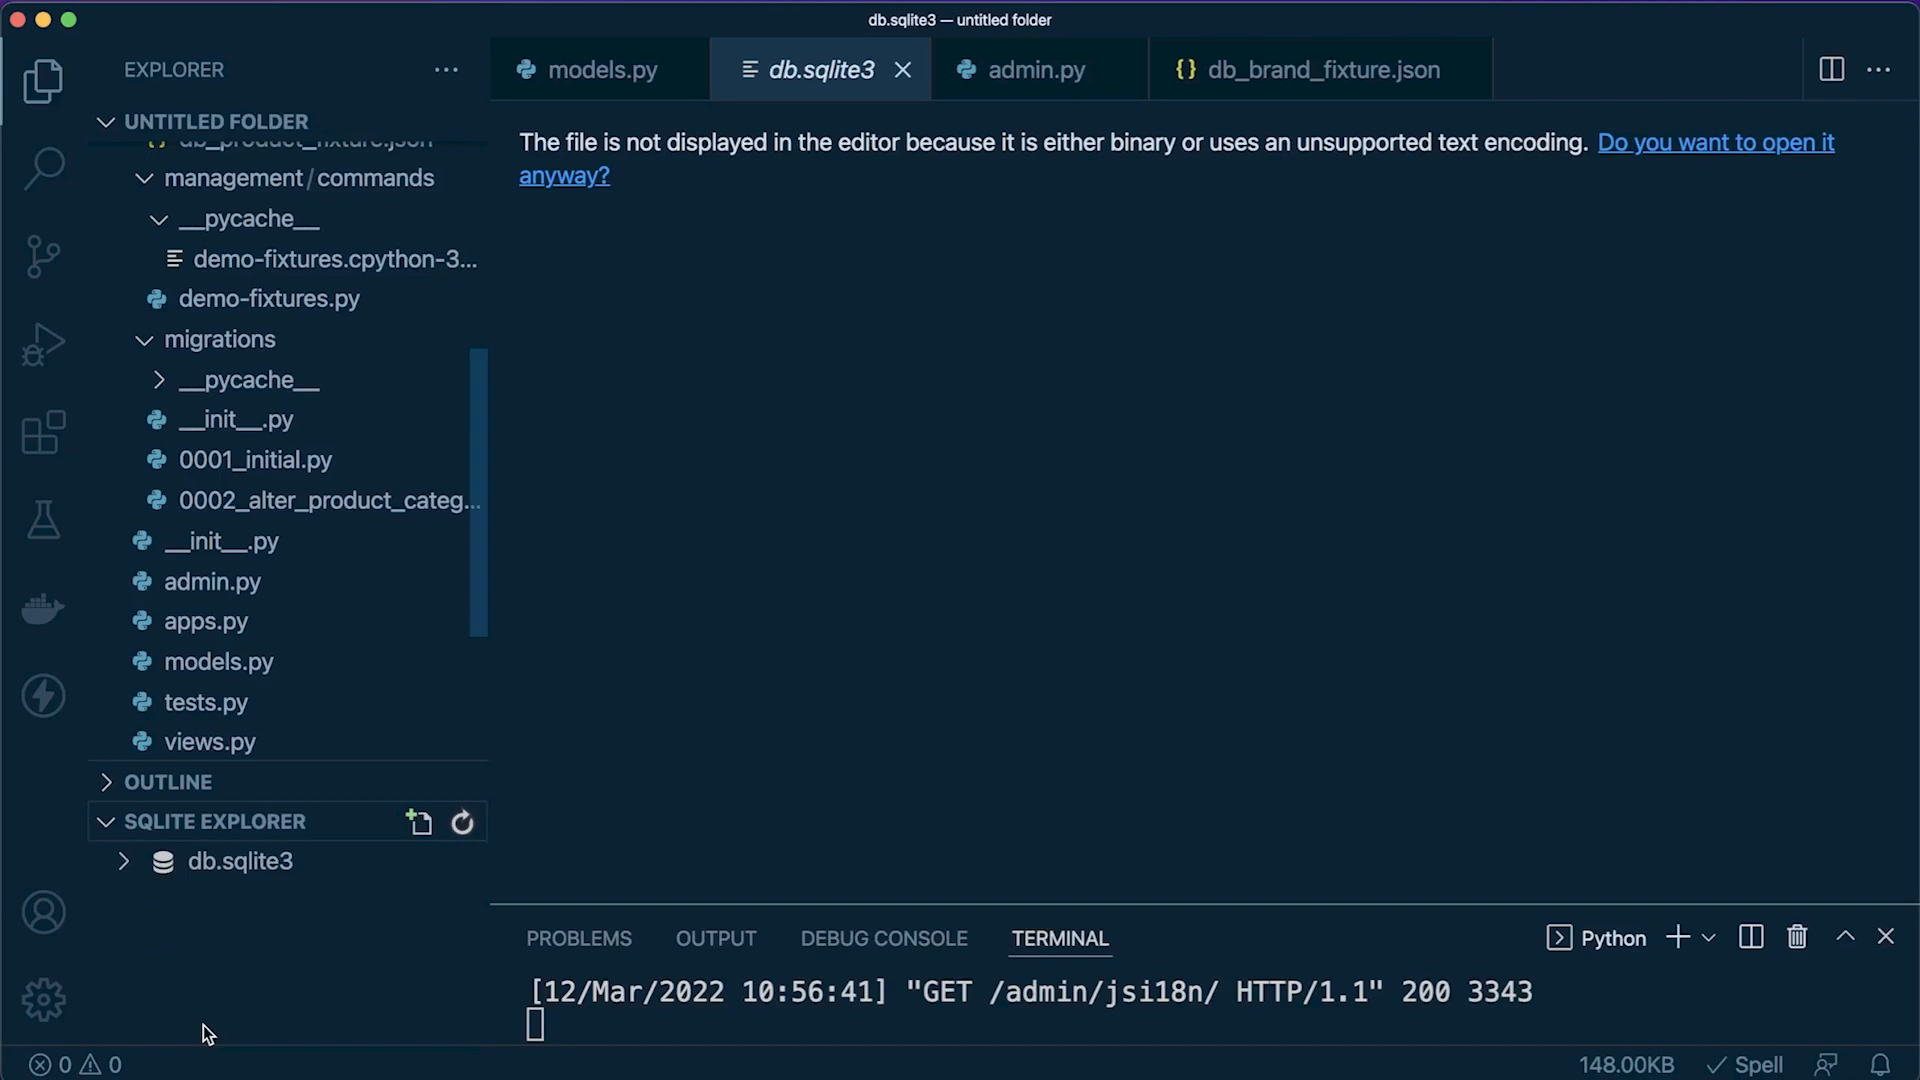 db.sqlite3 — untitled folder
EXPLORER
models.py
db.sqlite3
admin.py
{} db_brand_fixture.json
UNTITLED FOLDER
{} db_product_fixture.json
management/commands
__pycache__
demo-fixtures.cpython-3...
demo-fixtures.py
migrations
__pycache__
__init__.py
0001_initial.py
0002_alter_product_categ...
__init__.py
admin.py
apps.py
models.py
tests.py
views.py
OUTLINE
SQLITE EXPLORER
db.sqlite3
The file is not displayed in the editor because it is either binary or uses an unsupported text encoding. Do you want to open it
anyway?
PROBLEMS
OUTPUT
DEBUG CONSOLE
TERMINAL
Python
[12/Mar/2022 10:56:41] "GET /admin/jsi18n/ HTTP/1.1" 200 3343
0
0
148.00KB
Spell